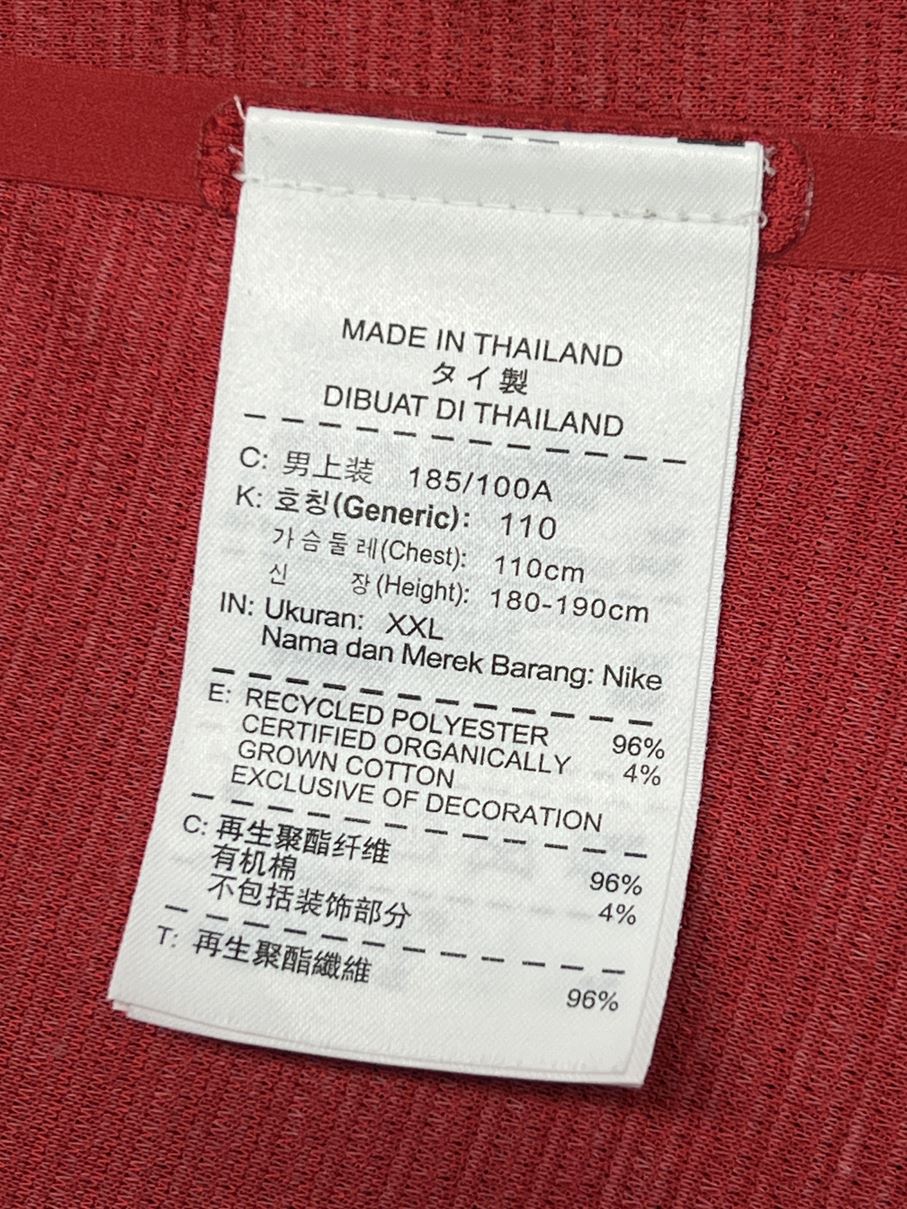 MADE IN THAILAND
タイ製
DIBUAT DI THAILAND
C: 男上装 185/100A
K: 호칭(Generic): 110
가슴둘레(Chest): 110cm
신 장(Height): 180-190cm
IN: Ukuran: XXL
Nama dan Merek Barang: Nike
E: RECYCLED POLYESTER 96%
CERTIFIED ORGANICALLY 4%
GROWN COTTON
EXCLUSIVE OF DECORATION
C: 再生聚酯纤维 96%
有机棉 4%
不包括装饰部分
T: 再生聚酯纖維 96%